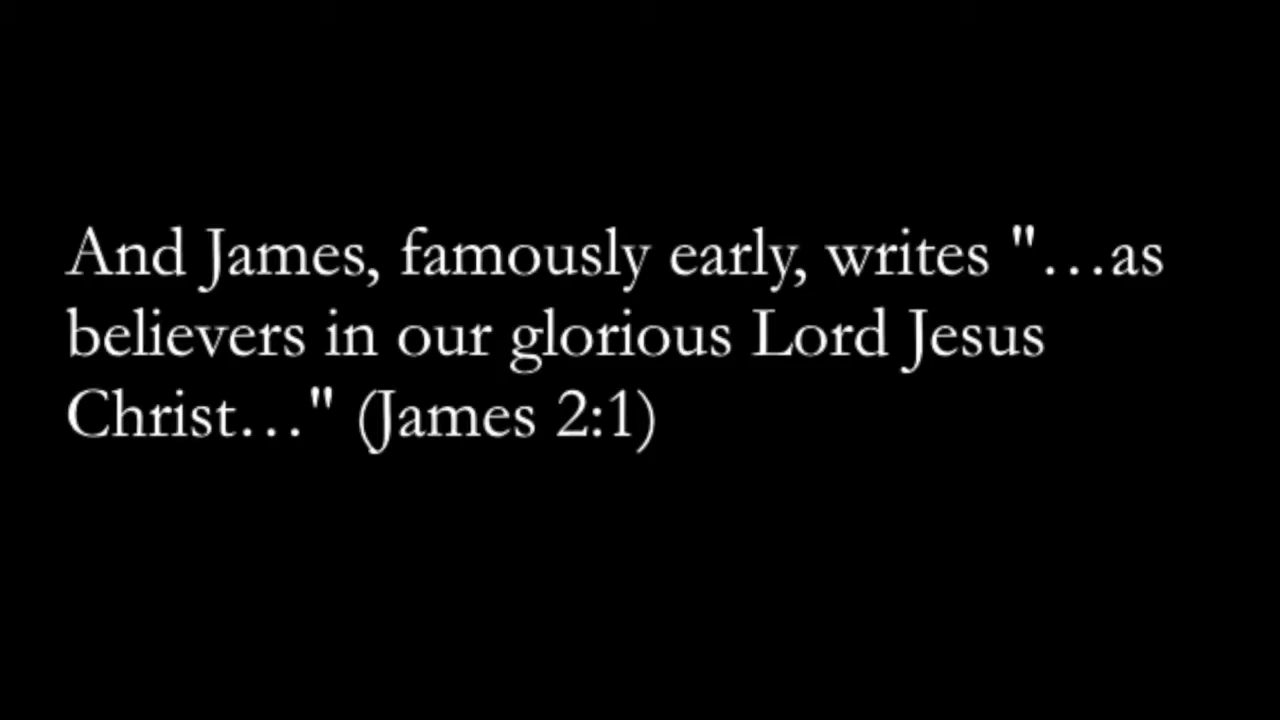 And James, famously early, writes "…as
believers in our glorious Lord Jesus
Christ…" (James 2:1)